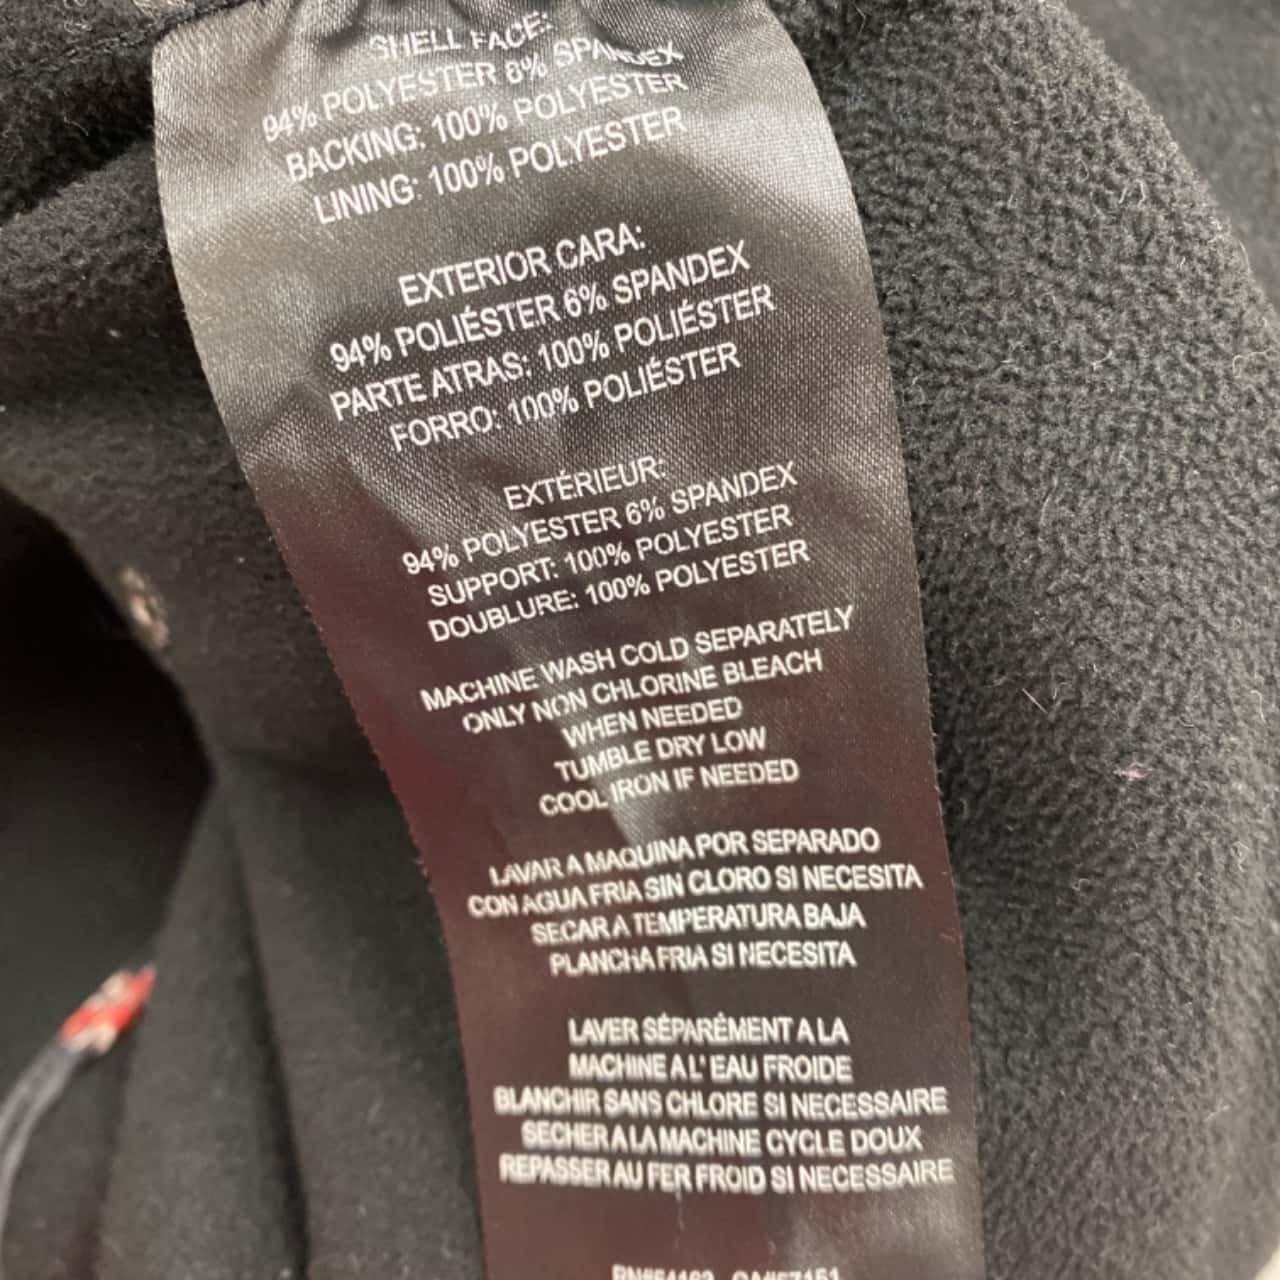 SHELL FACE:
94% POLYESTER 6% SPANDEX
BACKING: 100% POLYESTER
LINING: 100% POLYESTER
EXTERIOR CARA:
94% POLIÉSTER 6% SPANDEX
PARTE ATRAS: 100% POLIÉSTER
FORRO: 100% POLIÉSTER
EXTÉRIEUR:
94% POLYESTER 6% SPANDEX
SUPPORT: 100% POLYESTER
DOUBLURE: 100% POLYESTER
MACHINE WASH COLD SEPARATELY
ONLY NON CHLORINE BLEACH
WHEN NEEDED
TUMBLE DRY LOW
COOL IRON IF NEEDED
LAVAR A MAQUINA POR SEPARADO
CON AGUA FRIA SIN CLORO SI NECESITA
SECAR A TEMPERATURA BAJA
PLANCHA FRIA SI NECESITA
LAVER SÉPARÉMENT A LA
MACHINE A L' EAU FROIDE
BLANCHIR SANS CHLORE SI NECESSAIRE
SECHER A LA MACHINE CYCLE DOUX
REPASSER AU FER FROID SI NECESSAIRE